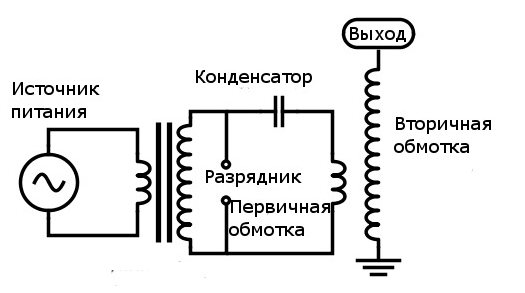 Выход
Конденсатор
Источник
питания
Вторичная
обмотка
Разрядник
Первичная
обмотка